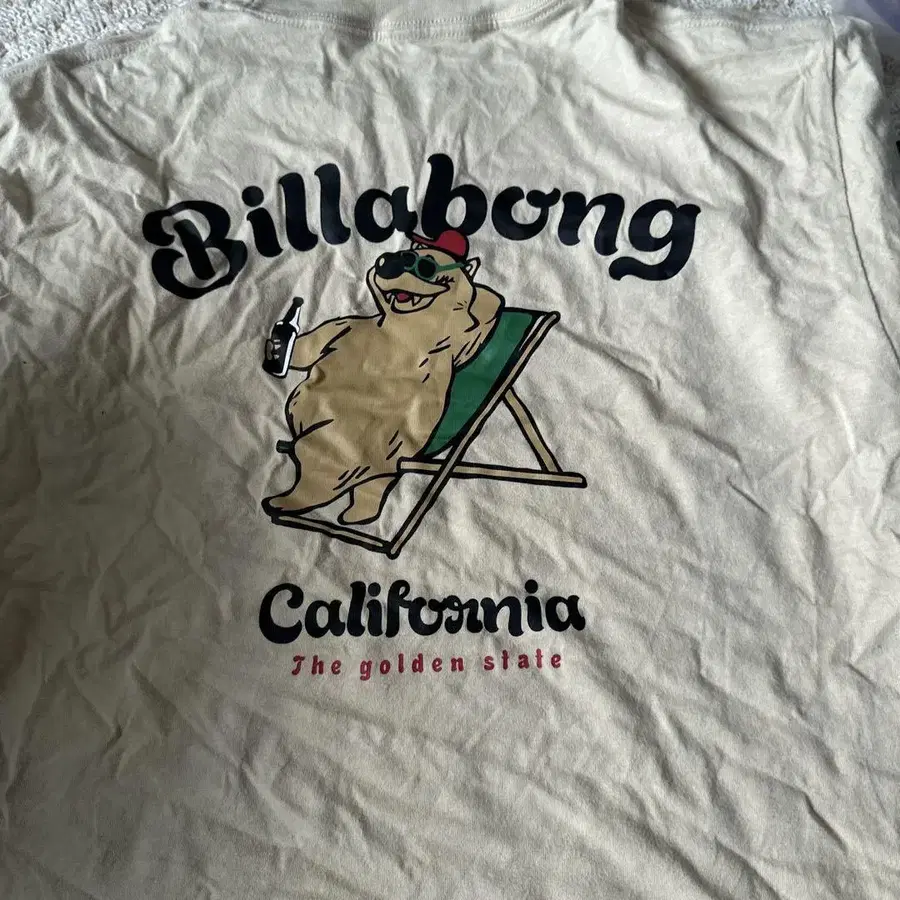 Billabong
California
The golden state